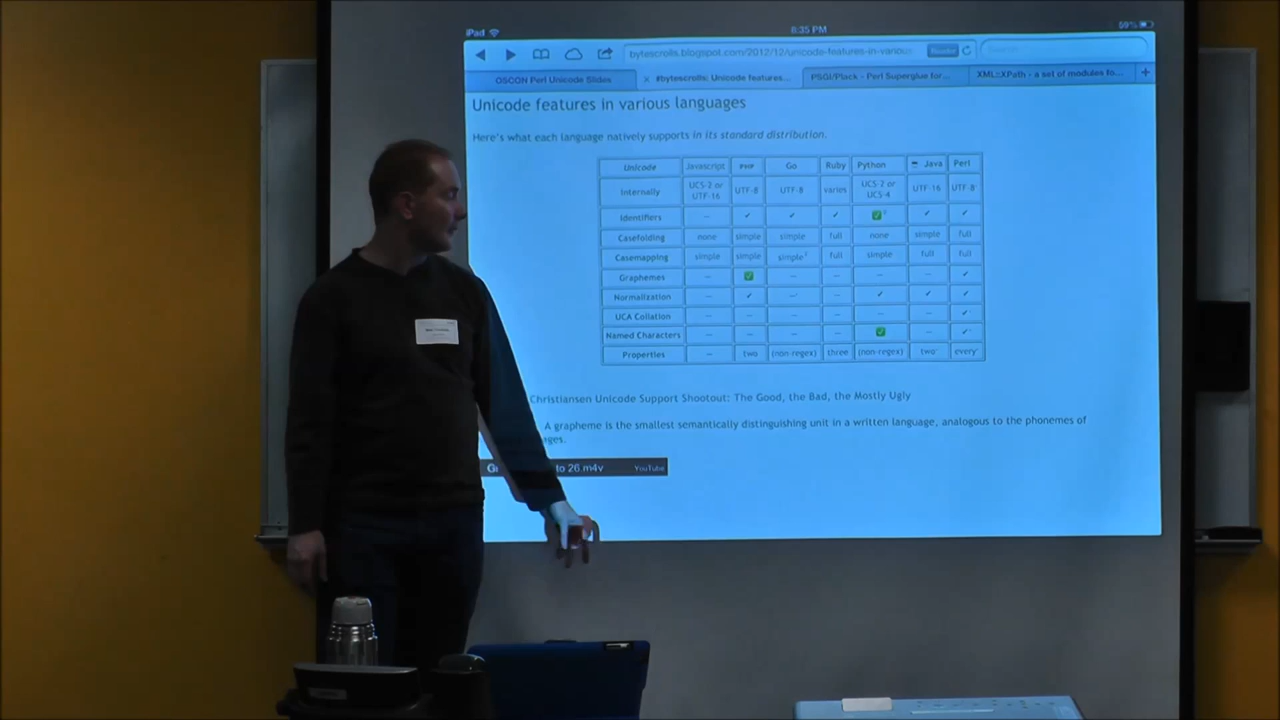 iPad 8:35 PM 59%
bytescrolls.blogspot.com/2012/12/unicode-features-in-various Reader
OSCON Perl Unicode Slides × #bytescrolls: Unicode features... PSGI/Plack - Perl Superglue for... XML::XPath - a set of modules fo... +
Unicode features in various languages
Here's what each language natively supports in its standard distribution.
Unicode Javascript PHP Go Ruby Python Java Perl
Internally UCS-2 or UTF-16 UTF-8 UTF-8 varies UCS-2 or UCS-4 UTF-16 UTF-8
Identifiers — ✓ ✓ ✓ ✅ ✓ ✓
Casefolding none simple simple full none simple full
Casemapping simple simple simple full simple full full
Graphemes — ✅ — — — — ✓
Normalization — ✓ — — ✓ ✓ ✓
UCA Collation — — — — — — ✓
Named Characters — — — — ✅ — ✓
Properties — two (non-regex) three (non-regex) two every
Christiansen Unicode Support Shootout: The Good, the Bad, the Mostly Ugly
A grapheme is the smallest semantically distinguishing unit in a written language, analogous to the phonemes of
ages.
to 26.m4v YouTube